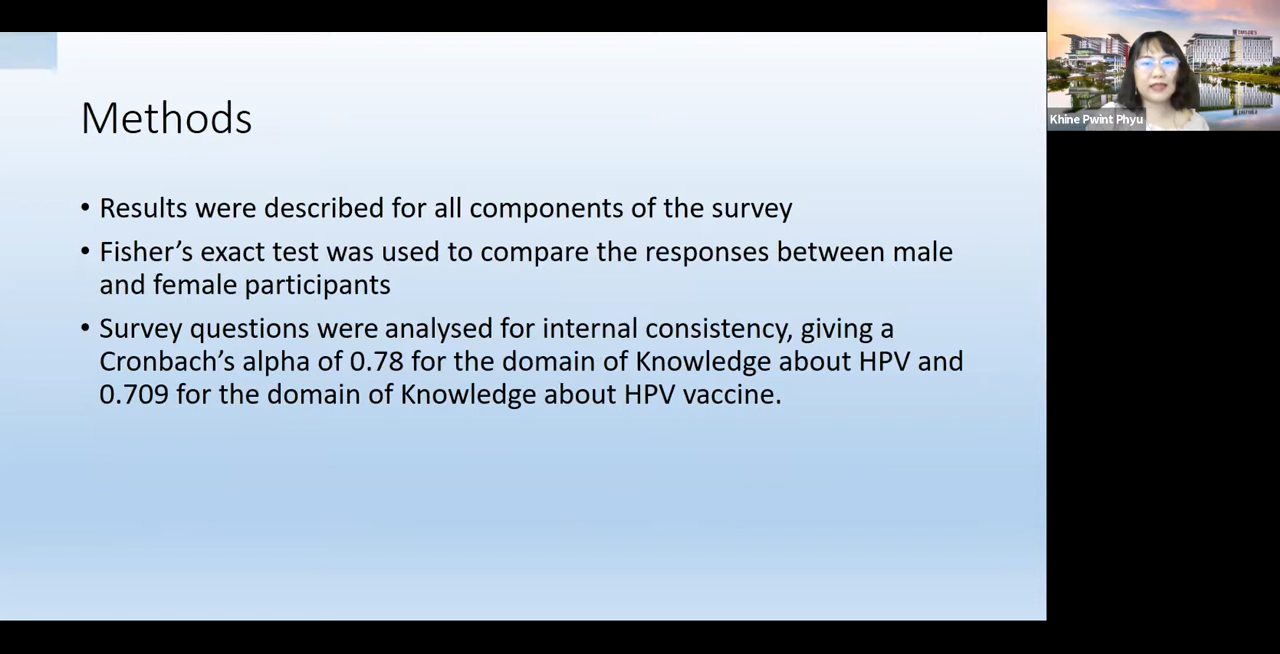 Methods
• Results were described for all components of the survey
• Fisher’s exact test was used to compare the responses between male
and female participants
• Survey questions were analysed for internal consistency, giving a
Cronbach’s alpha of 0.78 for the domain of Knowledge about HPV and
0.709 for the domain of Knowledge about HPV vaccine.
Khine Pwint Phyu